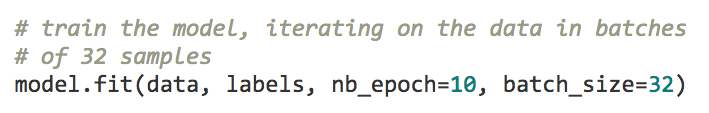 # train the model, iterating on the data in batches
# of 32 samples
model.fit(data, labels, nb_epoch=10, batch_size=32)